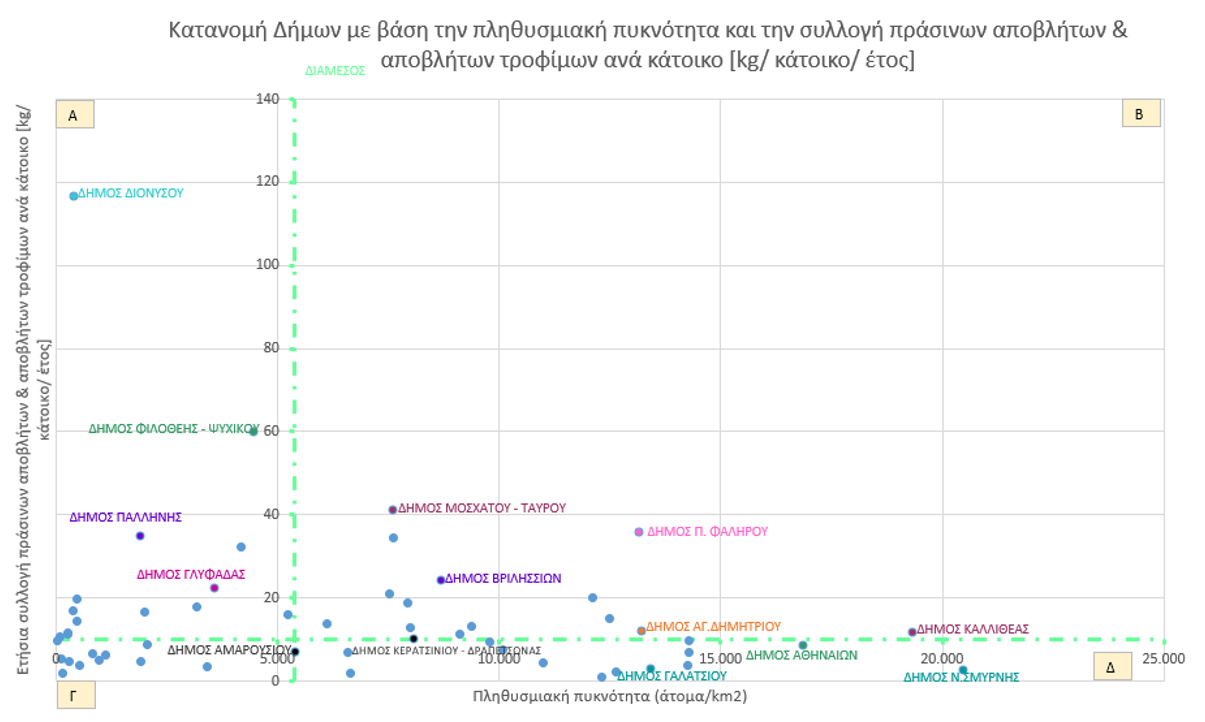 Κατανομή Δήμων με βάση την πληθυσμιακή πυκνότητα και την συλλογή πράσινων αποβλήτων &
αποβλήτων τροφίμων ανά κάτοικο [kg/ κάτοικο/ έτος]
ΔΙΑΜΕΣΟΣ
Ετήσια συλλογή πράσινων αποβλήτων & αποβλήτων τροφίμων ανά κάτοικο [kg/
κάτοικο/ έτος]
140
Α
Β
120
ΔΗΜΟΣ ΔΙΟΝΥΣΟΥ
100
80
ΔΗΜΟΣ ΦΙΛΟΘΕΗΣ - ΨΥΧΙΚΟΥ
60
40
ΔΗΜΟΣ ΜΟΣΧΑΤΟΥ - ΤΑΥΡΟΥ
ΔΗΜΟΣ ΠΑΛΛΗΝΗΣ
ΔΗΜΟΣ Π. ΦΑΛΗΡΟΥ
ΔΗΜΟΣ ΓΛΥΦΑΔΑΣ
ΔΗΜΟΣ ΒΡΙΛΗΣΣΙΩΝ
20
ΔΗΜΟΣ ΑΓ.ΔΗΜΗΤΡΙΟΥ
ΔΗΜΟΣ ΚΑΛΛΙΘΕΑΣ
ΔΗΜΟΣ ΑΜΑΡΟΥΣΙΟΥ
ΔΗΜΟΣ ΚΕΡΑΤΣΙΝΙΟΥ - ΔΡΑΠΕΤΣΩΝΑΣ
ΔΗΜΟΣ ΑΘΗΝΑΙΩΝ
0 5.000 10.000 15.000 20.000 25.000
Δ
ΔΗΜΟΣ ΓΑΛΑΤΣΙΟΥ
ΔΗΜΟΣ Ν.ΣΜΥΡΝΗΣ
0
Γ
Πληθυσμιακή πυκνότητα (άτομα/km2)